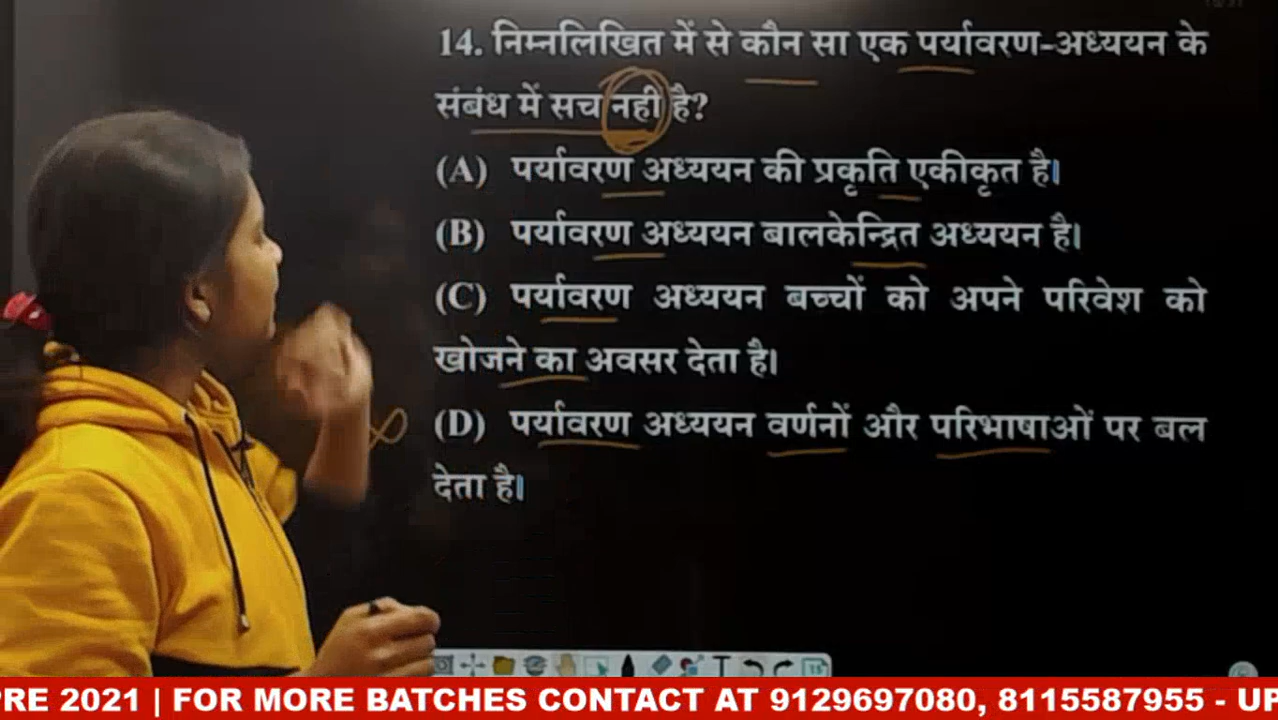 14. निम्नलिखित में से कौन सा एक पर्यावरण-अध्ययन के
संबंध में सच नही है?
(A) पर्यावरण अध्ययन की प्रकृति एकीकृत है।
(B) पर्यावरण अध्ययन बालकेन्द्रित अध्ययन है।
(C) पर्यावरण अध्ययन बच्चों को अपने परिवेश को
खोजने का अवसर देता है।
(D) पर्यावरण अध्ययन वर्णनों और परिभाषाओं पर बल
देता है।
PRE 2021 | FOR MORE BATCHES CONTACT AT 9129697080, 8115587955 - UP